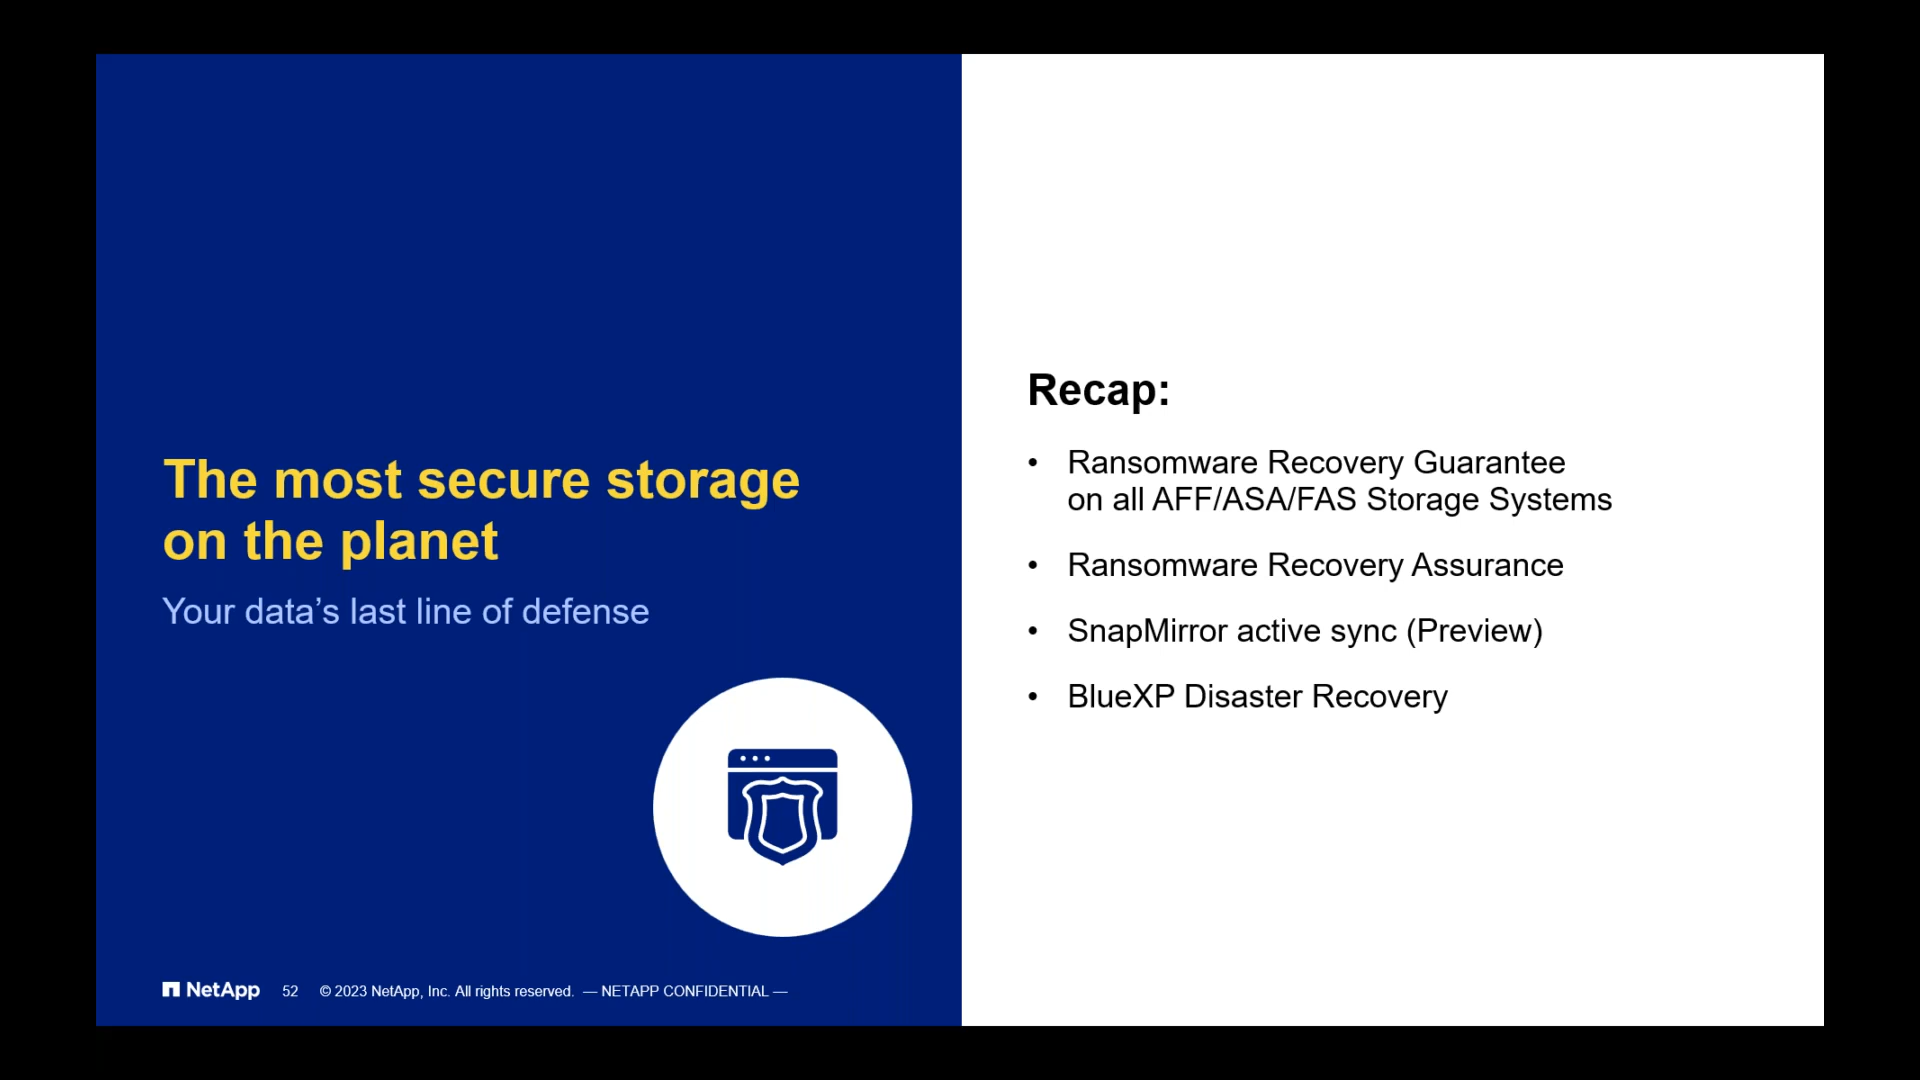 The most secure storage
on the planet
Your data’s last line of defense
Recap:
• Ransomware Recovery Guarantee
on all AFF/ASA/FAS Storage Systems
• Ransomware Recovery Assurance
• SnapMirror active sync (Preview)
• BlueXP Disaster Recovery
NetApp 52 © 2023 NetApp, Inc. All rights reserved. — NETAPP CONFIDENTIAL —